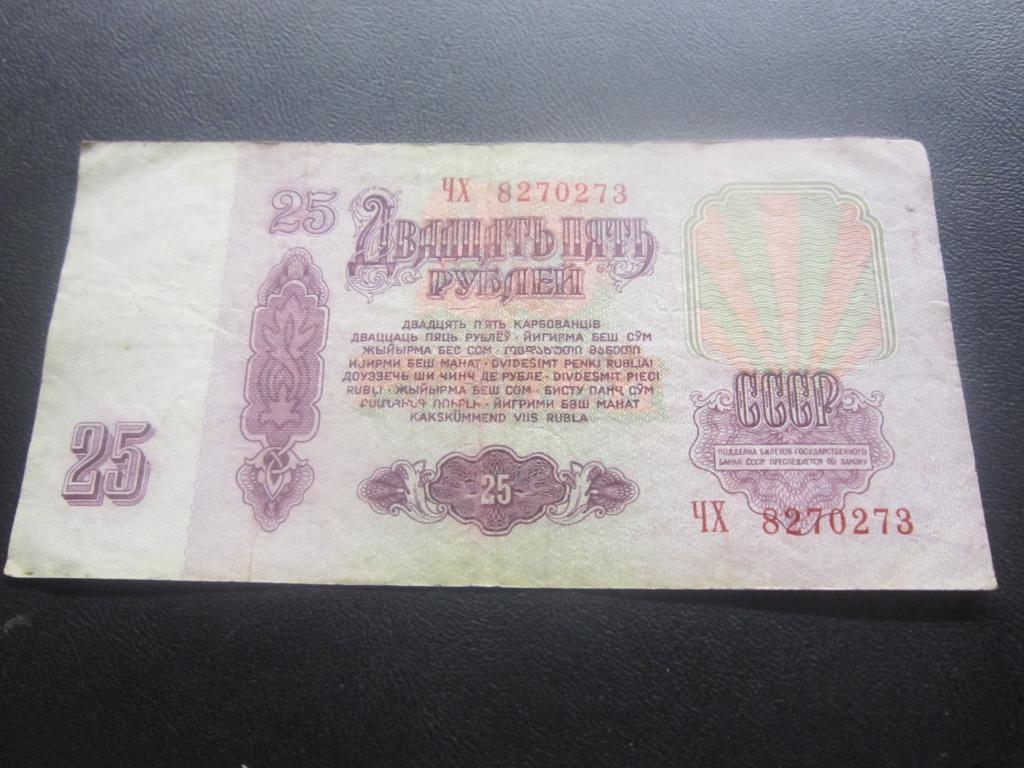 ЧХ 8270273
25
Двадцать пять
рублей
ДВАДЦЯТЬ П'ЯТЬ КАРБОВАНЦІВ
ДВАЦЦАЦЬ ПЯЦЬ РУБЛЁЎ · ЙИГИРМА БЕШ СЎМ
ЖЫЙЫРМА БЕС СОМ · ᲝᲪᲓᲐᲮᲣᲗᲘ ᲛᲐᲜᲔᲗᲘ
ИЈИРМИ БЕШ МАНАТ · DVIDEŠIMT PENKI RUBLIAI
ДОУЭЗЕЧЬ ШИ ЧИНЧ ДЕ РУБЛЕ · DIVDESMIT PIECI
RUBĻI · ЖЫЙЫРМА БЕШ СОМ · БИСТУ ПАНҶ СЎМ
ՔՍԱՆՀԻՆԳ ՌՈՒԲԼԻ · ЙИГРИМИ БӘШ МАНАТ
KAKSKÜMMEND VIIS RUBLA
СССР
ПОДДЕЛКА БИЛЕТОВ ГОСУДАРСТВЕННОГО
БАНКА СССР ПРЕСЛЕДУЕТСЯ ПО ЗАКОНУ
25
25
ЧХ 8270273